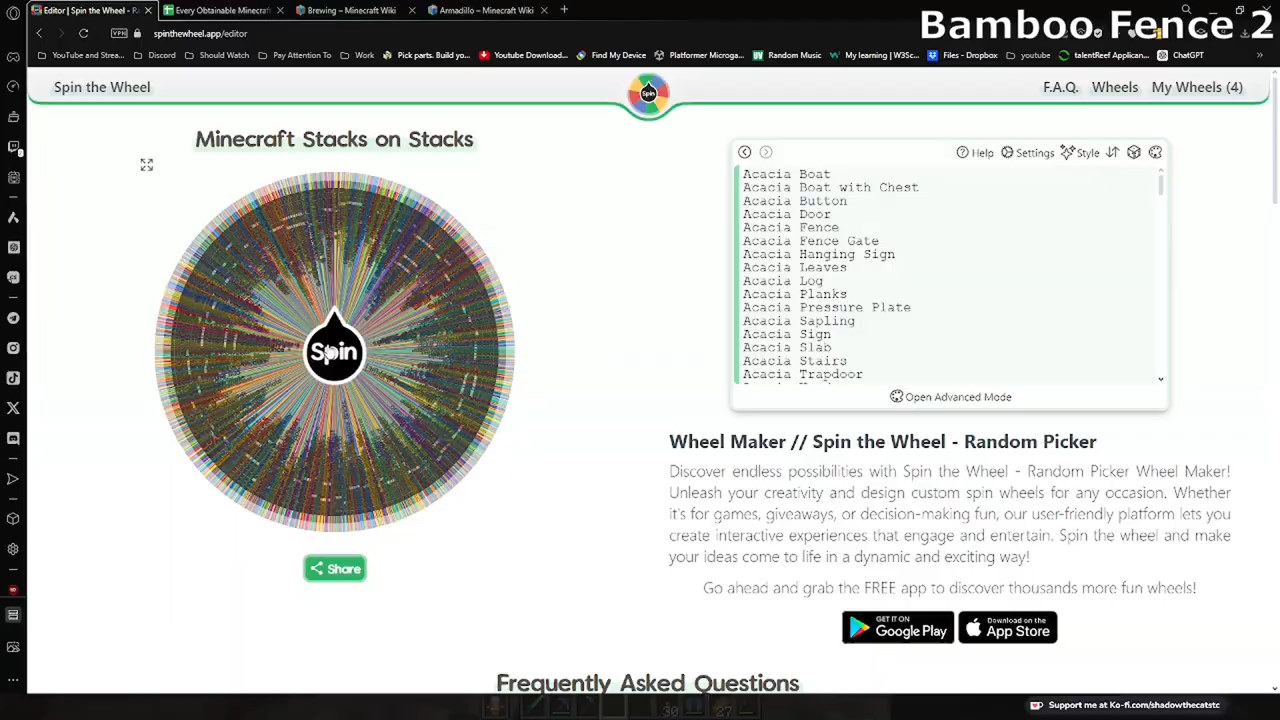 Editor | Spin the Wheel - R
Every Obtainable Minecraf
Brewing – Minecraft Wiki
Armadillo – Minecraft Wiki
Bamboo Fence 2
VPN
spinthewheel.app/editor
YouTube and Strea...
Discord
Should Watch
Pay Attention To
Work
Pick parts. Build yo...
Youtube Download...
Find My Device
Platformer Microga...
Random Music
My learning | W3Sc...
Files - Dropbox
youtube
talentReef Applican...
ChatGPT
Spin the Wheel
Spin
F.A.Q.
Wheels
My Wheels (4)
Minecraft Stacks on Stacks
Spin
Share
Help
Settings
Style
Acacia Boat
Acacia Boat with Chest
Acacia Button
Acacia Door
Acacia Fence
Acacia Fence Gate
Acacia Hanging Sign
Acacia Leaves
Acacia Log
Acacia Planks
Acacia Pressure Plate
Acacia Sapling
Acacia Sign
Acacia Slab
Acacia Stairs
Acacia Trapdoor
Open Advanced Mode
Wheel Maker // Spin the Wheel - Random Picker
Discover endless possibilities with Spin the Wheel - Random Picker Wheel Maker!
Unleash your creativity and design custom spin wheels for any occasion. Whether
it's for games, giveaways, or decision-making fun, our user-friendly platform lets you
create interactive experiences that engage and entertain. Spin the wheel and make
your ideas come to life in a dynamic and exciting way!
Go ahead and grab the FREE app to discover thousands more fun wheels!
GET IT ON
Google Play
Download on the
App Store
Frequently Asked Questions
Support me at Ko-fi.com/shadowthecatstc